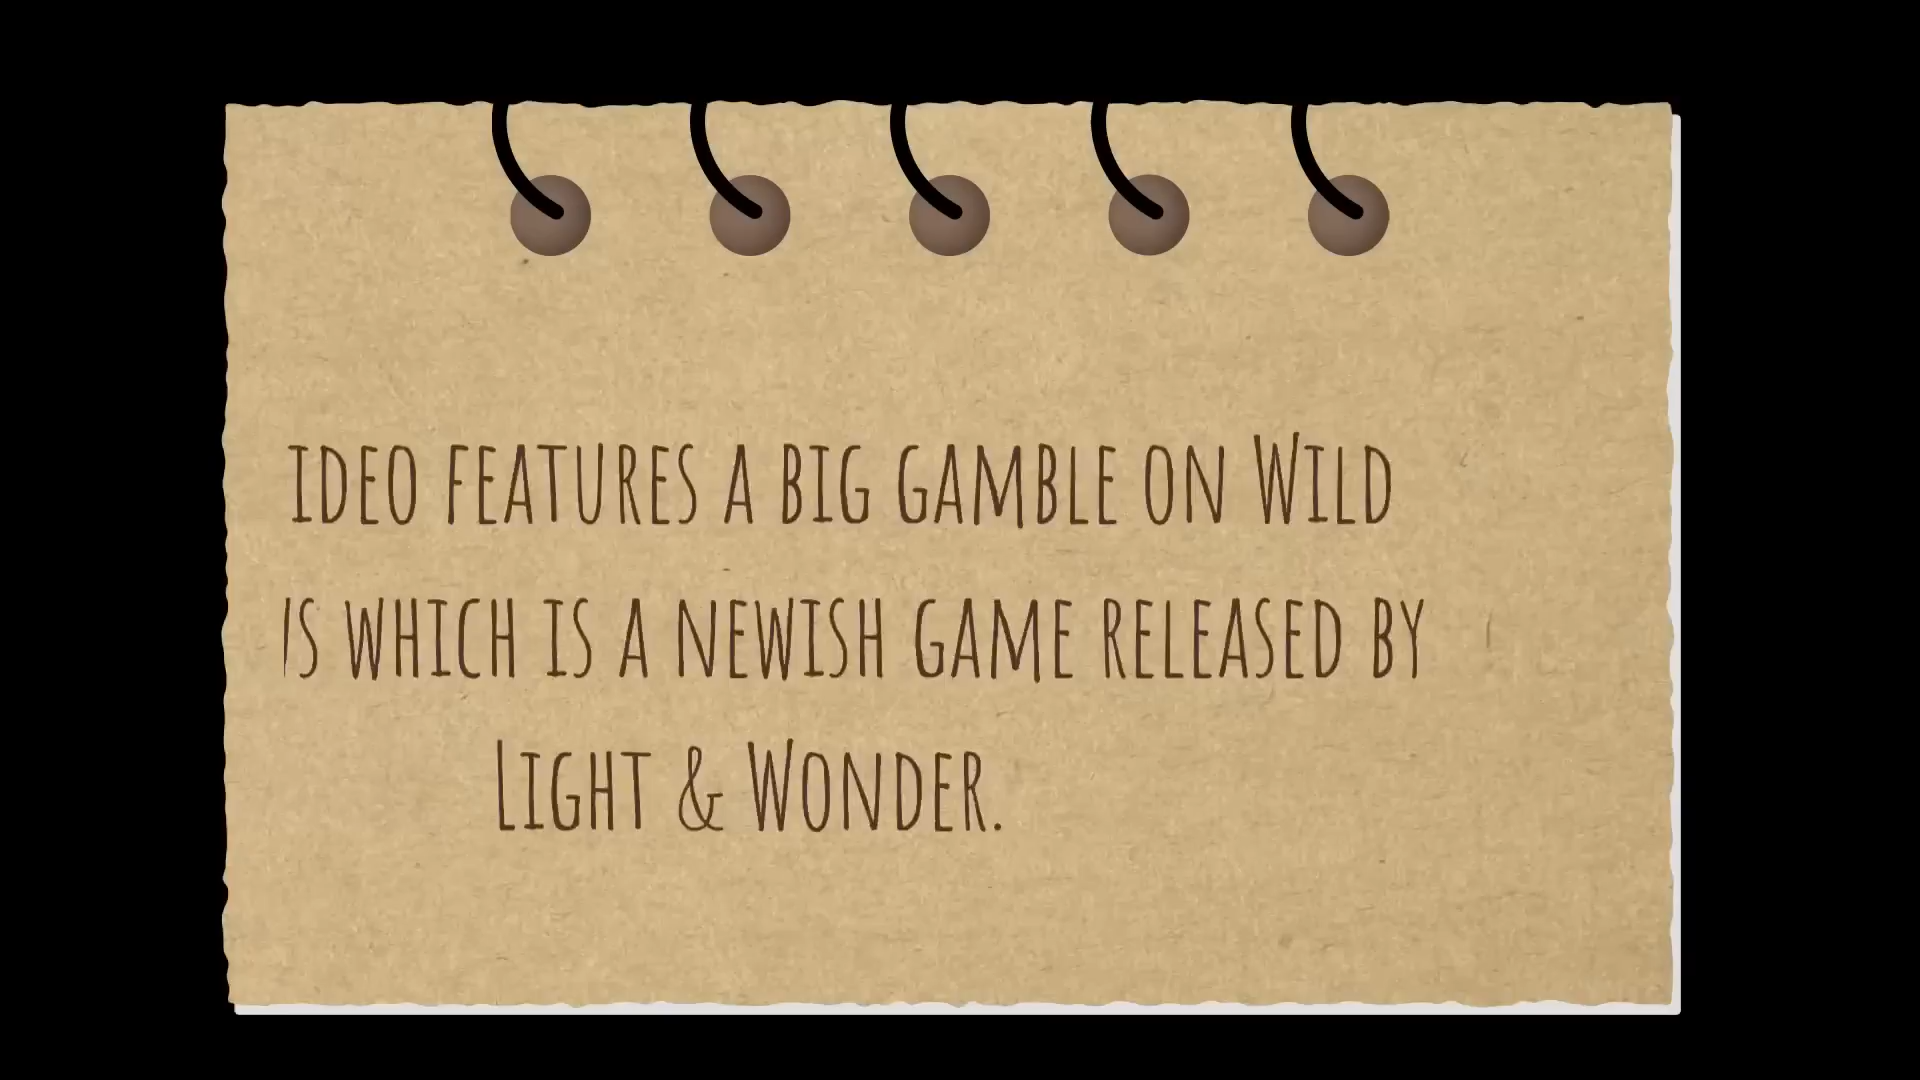 IDEO FEATURES A BIG GAMBLE ON WILD
IS WHICH IS A NEWISH GAME RELEASED BY
LIGHT & WONDER.